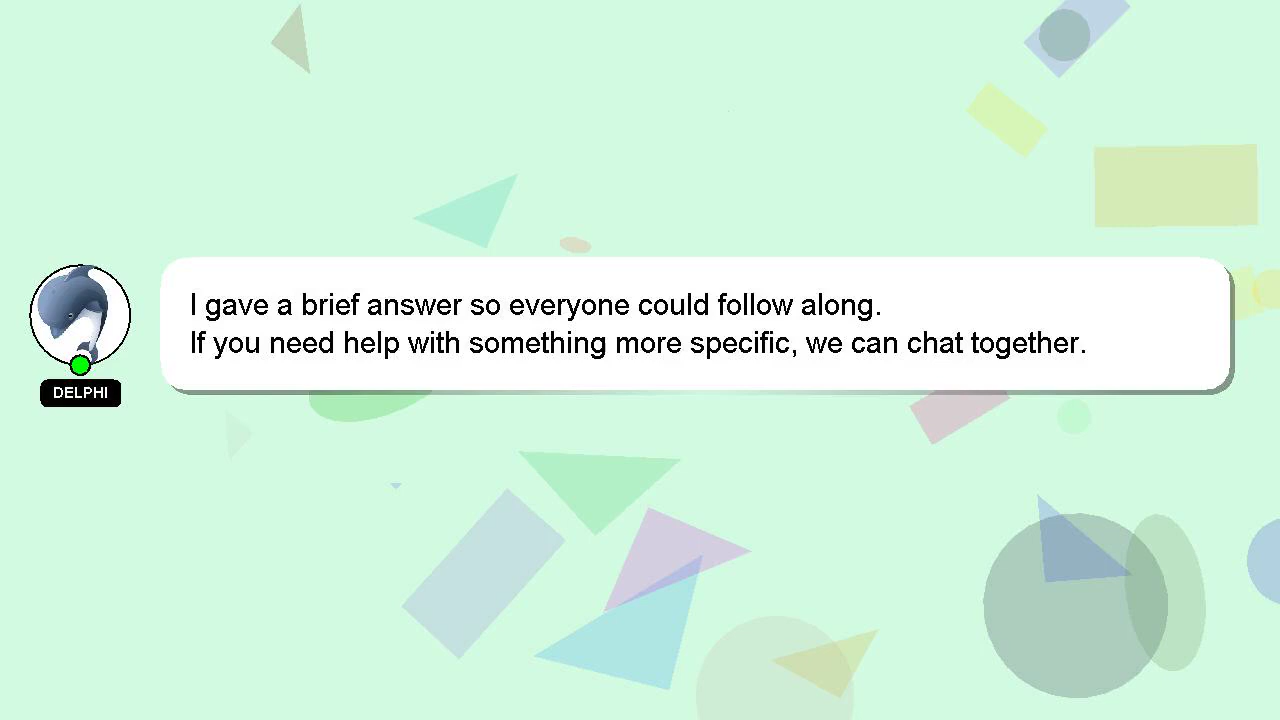 I gave a brief answer so everyone could follow along.
If you need help with something more specific, we can chat together.
DELPHI